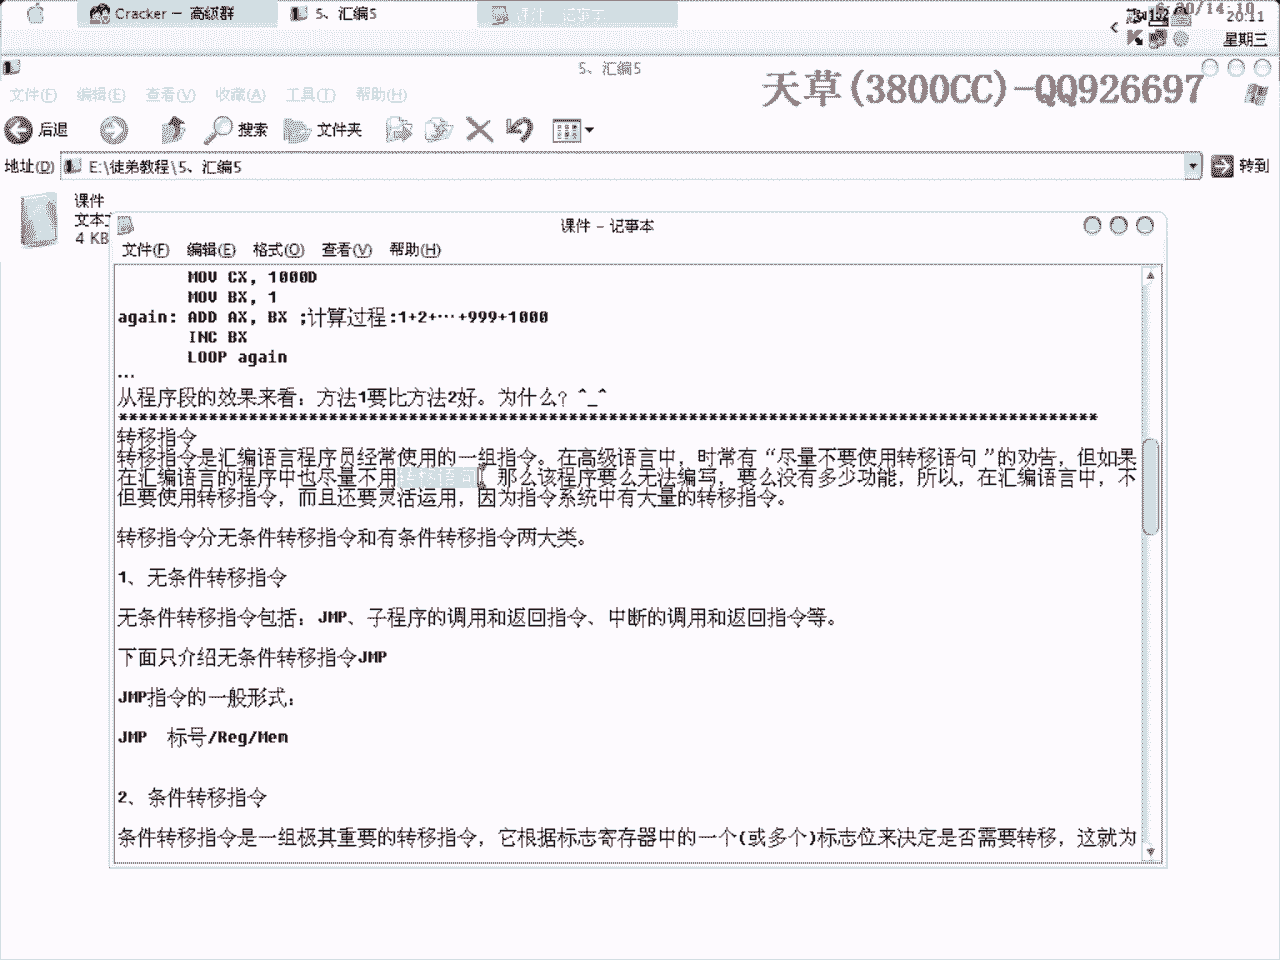 Cracker — 高级群
5、汇编5
课件 - 记事本
20:11
星期三
5、汇编5
天草(3800CC)-QQ926697
文件(F) 编辑(E) 查看(V) 收藏(A) 工具(T) 帮助(H)
后退 搜索 文件夹
地址(D) E:\徒弟教程\5、汇编5 转到
课件
4 KB
课件 - 记事本
文件(F) 编辑(E) 格式(O) 查看(V) 帮助(H)
MOV CX, 1000D
MOV BX, 1
again: ADD AX, BX ;计算过程:1+2+…+999+1000
INC BX
LOOP again
…
从程序段的效果来看：方法1要比方法2好。为什么？^_^
**************************************************************************************************
转移指令
转移指令是汇编语言程序员经常使用的一组指令。在高级语言中，时常有“尽量不要使用转移语句”的劝告，但如果
在汇编语言的程序中也尽量不用转移语句，那么该程序要么无法编写，要么没有多少功能，所以，在汇编语言中，不
但要使用转移指令，而且还要灵活运用，因为指令系统中有大量的转移指令。
转移指令分无条件转移指令和有条件转移指令两大类。
1、无条件转移指令
无条件转移指令包括：JMP、子程序的调用和返回指令、中断的调用和返回指令等。
下面只介绍无条件转移指令JMP
JMP指令的一般形式：
JMP 标号/Reg/Mem
2、条件转移指令
条件转移指令是一组极其重要的转移指令，它根据标志寄存器中的一个(或多个)标志位来决定是否需要转移，这就为